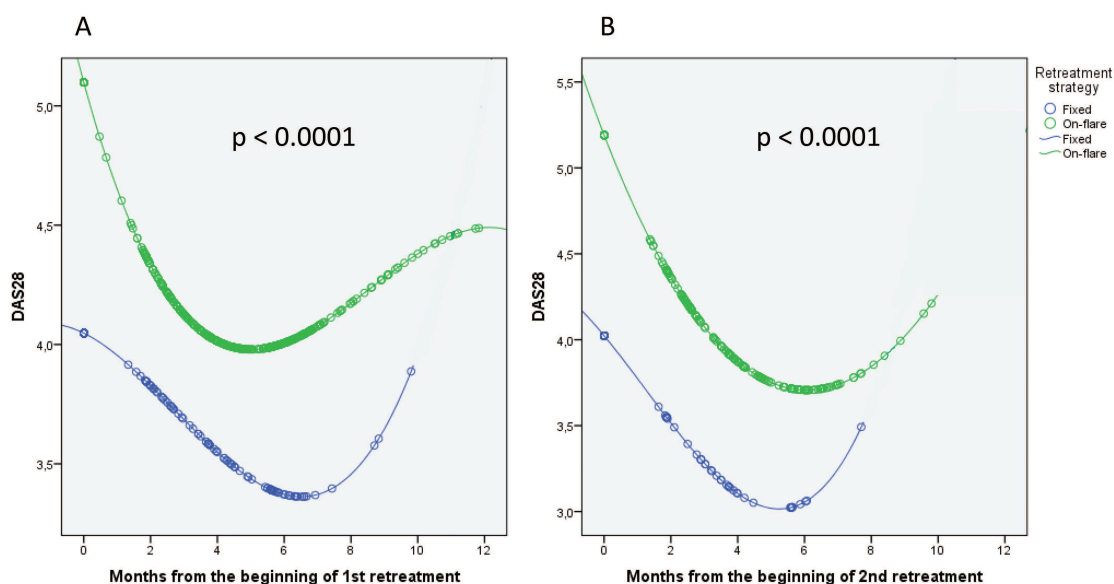 A
B
p < 0.0001
p < 0.0001
DAS28
5,0
4,5
4,0
3,5
0 2 4 6 8 10 12
Months from the beginning of 1st retreatment
DAS28
5,5
5,0
4,5
4,0
3,5
3,0
0 2 4 6 8 10 12
Months from the beginning of 2nd retreatment
Retreatment
strategy
Fixed
On-flare
Fixed
On-flare